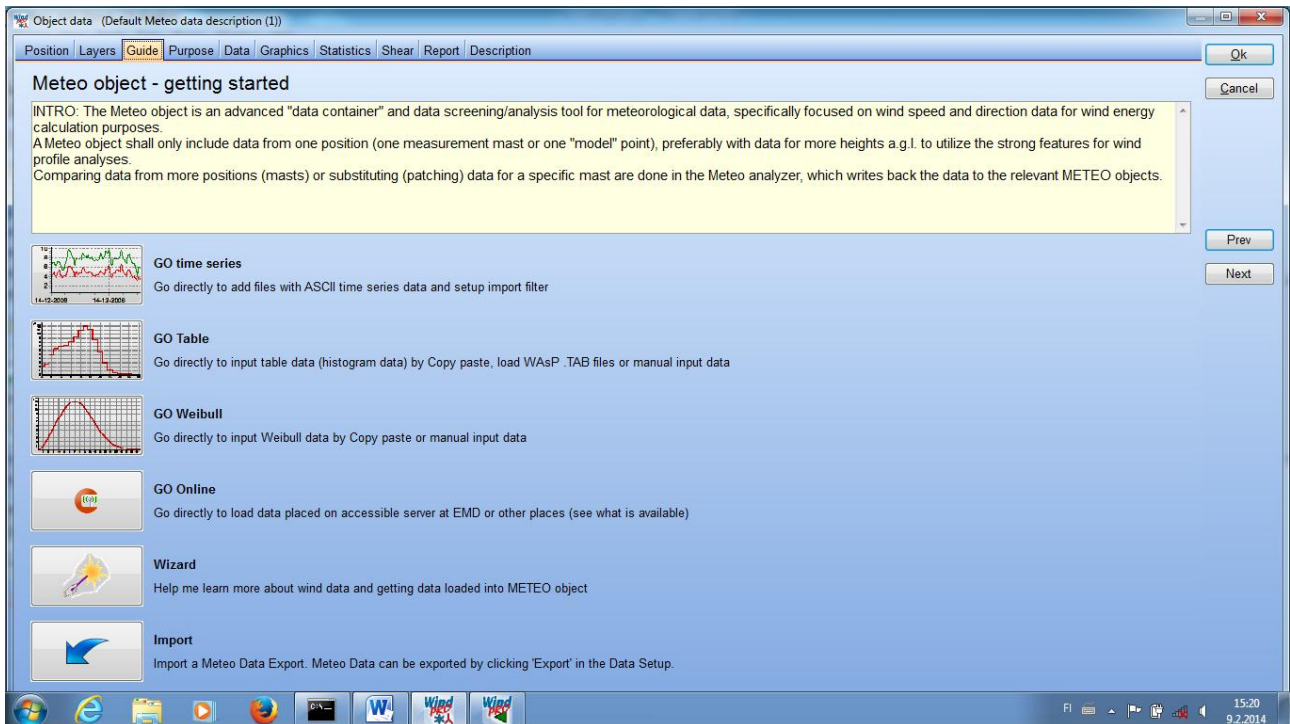 Object data (Default Meteo data description (1))
Position Layers Guide Purpose Data Graphics Statistics Shear Report Description
Ok
Meteo object - getting started
Cancel
INTRO: The Meteo object is an advanced "data container" and data screening/analysis tool for meteorological data, specifically focused on wind speed and direction data for wind energy
calculation purposes.
A Meteo object shall only include data from one position (one measurement mast or one "model" point), preferably with data for more heights a.g.l. to utilize the strong features for wind
profile analyses.
Comparing data from more positions (masts) or substituting (patching) data for a specific mast are done in the Meteo analyzer, which writes back the data to the relevant METEO objects.
Prev
Next
GO time series
Go directly to add files with ASCII time series data and setup import filter
14-12-2008 14-12-2008
GO Table
Go directly to input table data (histogram data) by Copy paste, load WAsP .TAB files or manual input data
GO Weibull
Go directly to input Weibull data by Copy paste or manual input data
GO Online
Go directly to load data placed on accessible server at EMD or other places (see what is available)
Wizard
Help me learn more about wind data and getting data loaded into METEO object
Import
Import a Meteo Data Export. Meteo Data can be exported by clicking 'Export' in the Data Setup.
FI
15:20
9.2.2014